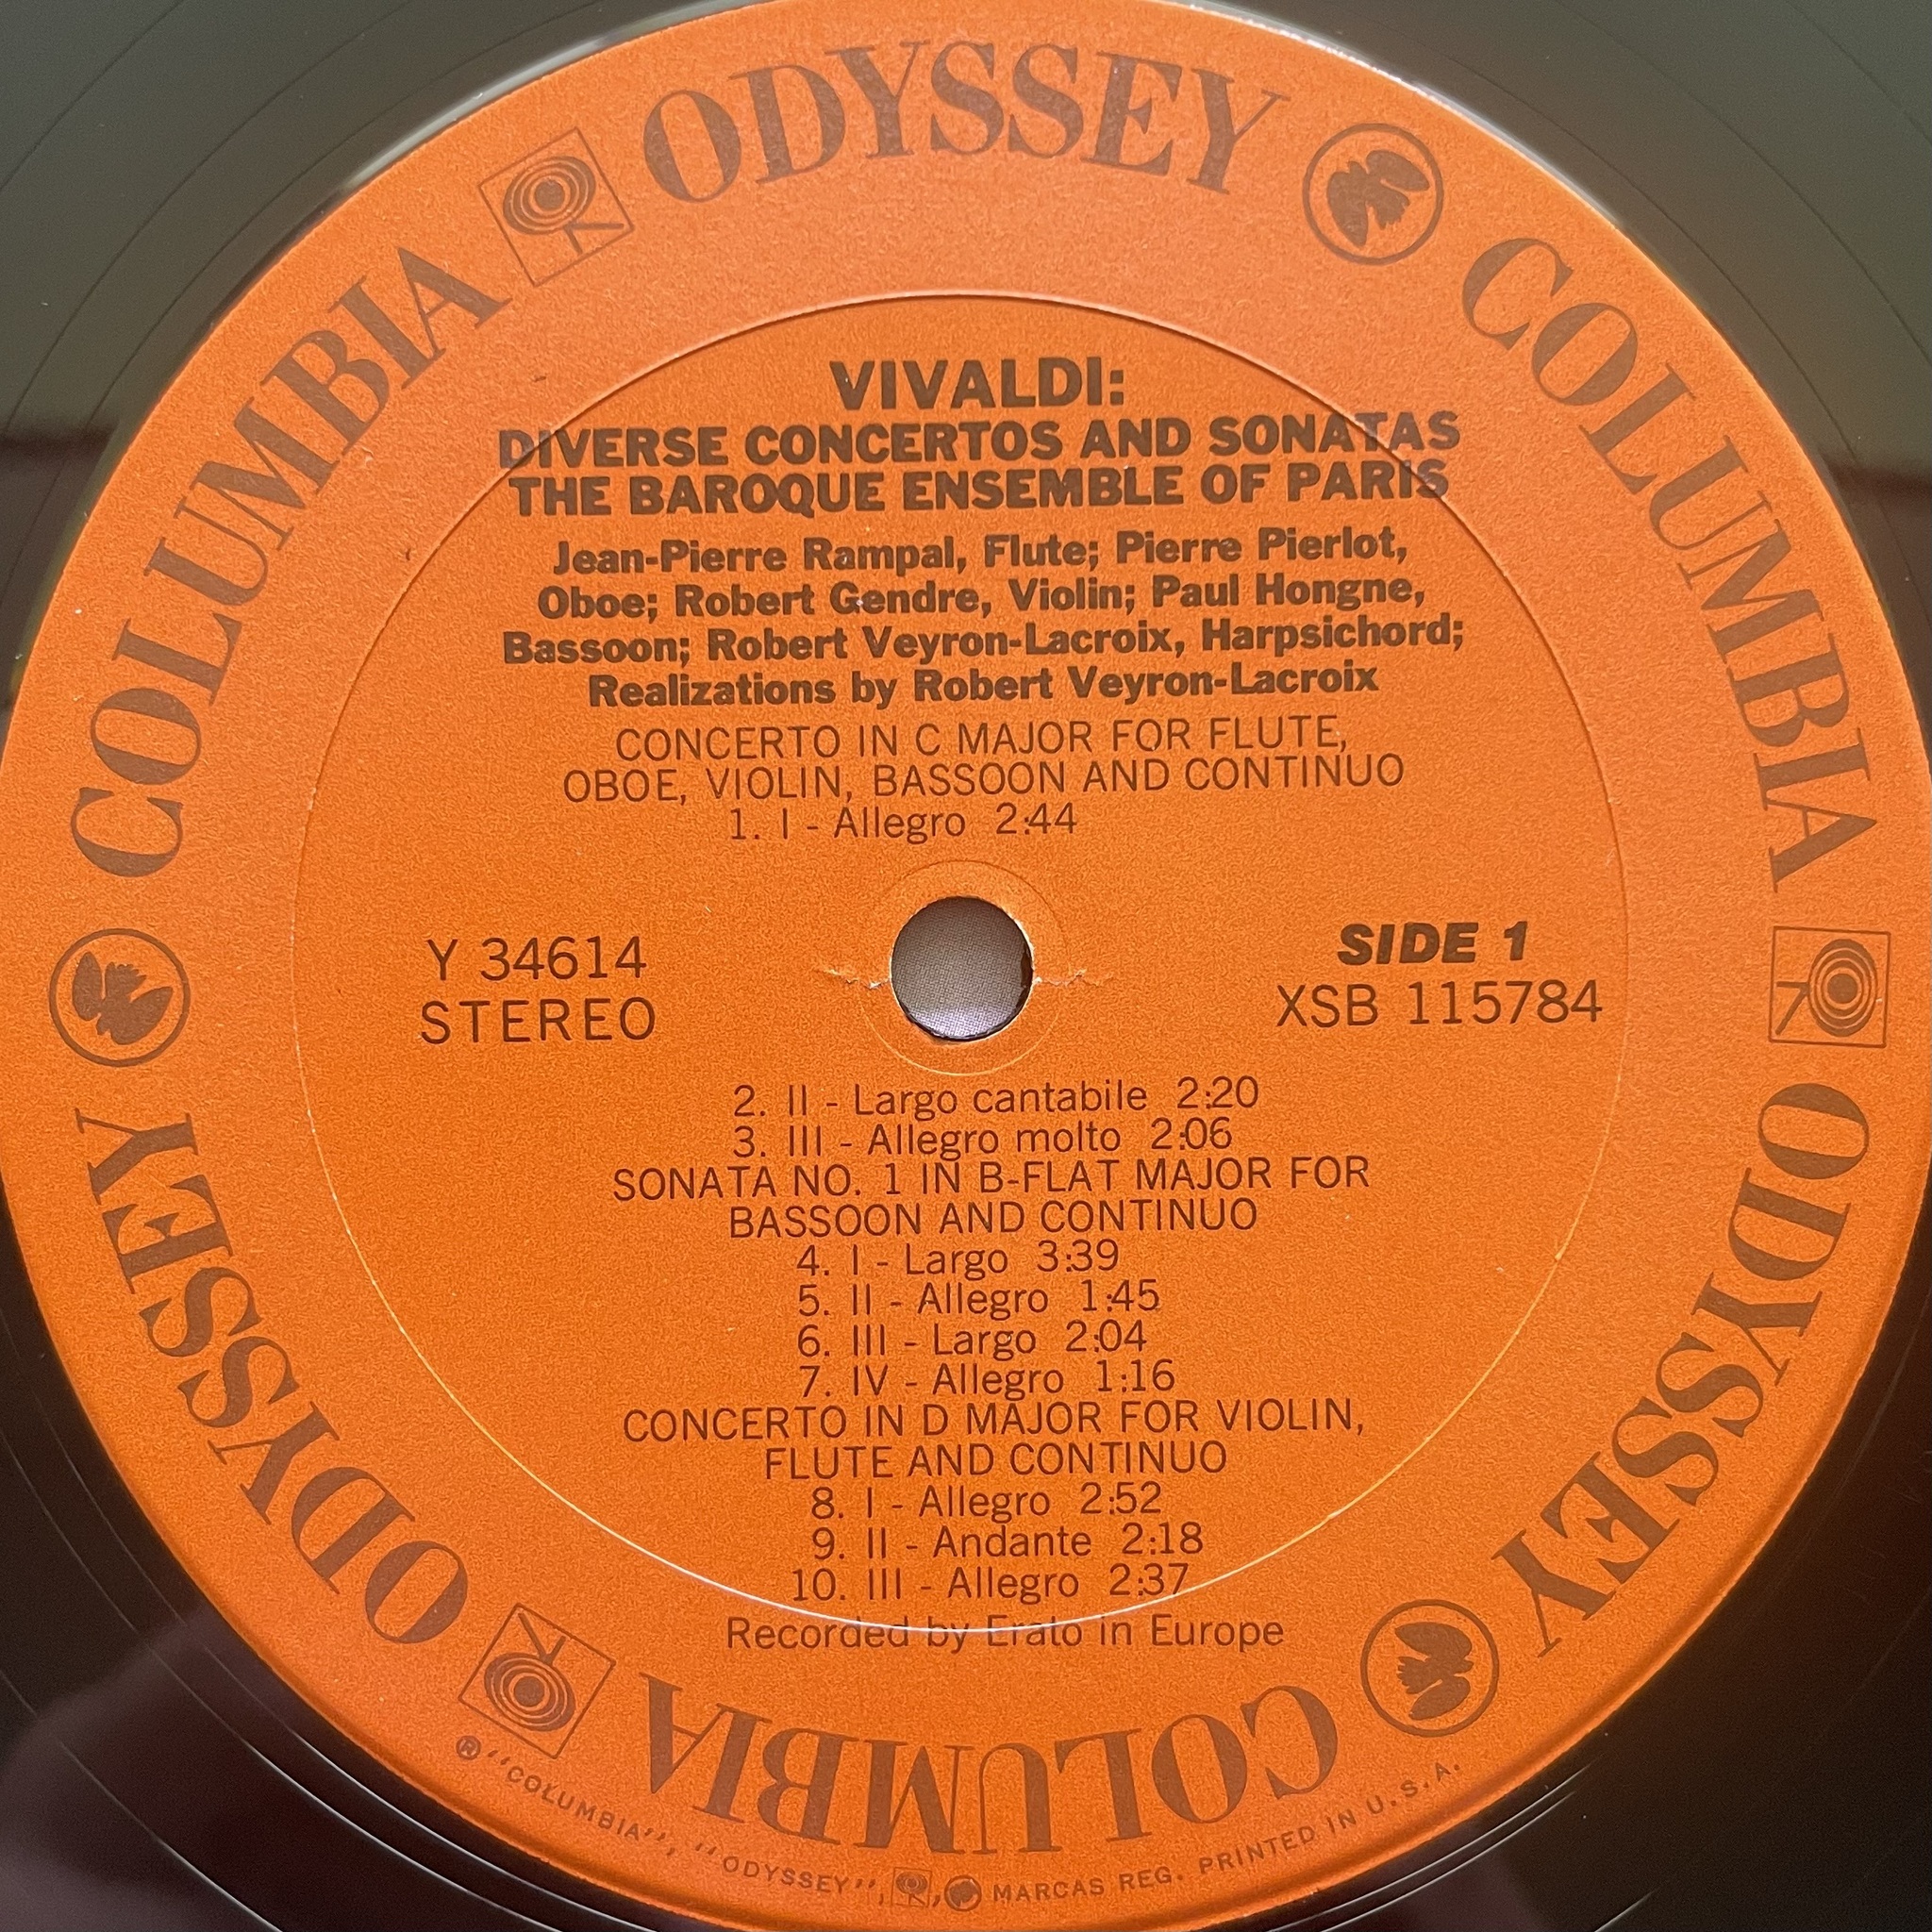 ODYSSEY
COLUMBIA
COLUMBIA
VIVALDI:
DIVERSE CONCERTOS AND SONATAS
THE BAROQUE ENSEMBLE OF PARIS
Jean-Pierre Rampal, Flute; Pierre Pierlot,
Oboe; Robert Gendre, Violin; Paul Hongne,
Bassoon; Robert Veyron-Lacroix, Harpsichord;
Realizations by Robert Veyron-Lacroix
CONCERTO IN C MAJOR FOR FLUTE,
OBOE, VIOLIN, BASSOON AND CONTINUO
1. I - Allegro 2:44
Y 34614
STEREO
SIDE 1
XSB 115784
2. II - Largo cantabile 2:20
3. III - Allegro molto 2:06
SONATA NO. 1 IN B-FLAT MAJOR FOR
BASSOON AND CONTINUO
4. I - Largo 3:39
5. II - Allegro 1:45
6. III - Largo 2:04
7. IV - Allegro 1:16
CONCERTO IN D MAJOR FOR VIOLIN,
FLUTE AND CONTINUO
8. I - Allegro 2:52
9. II - Andante 2:18
10. III - Allegro 2:37
Recorded by Erato in Europe
ODYSSEY
ODYSSEY
COLUMBIA
® "COLUMBIA", "ODYSSEY", , MARCAS REG. PRINTED IN U.S.A.